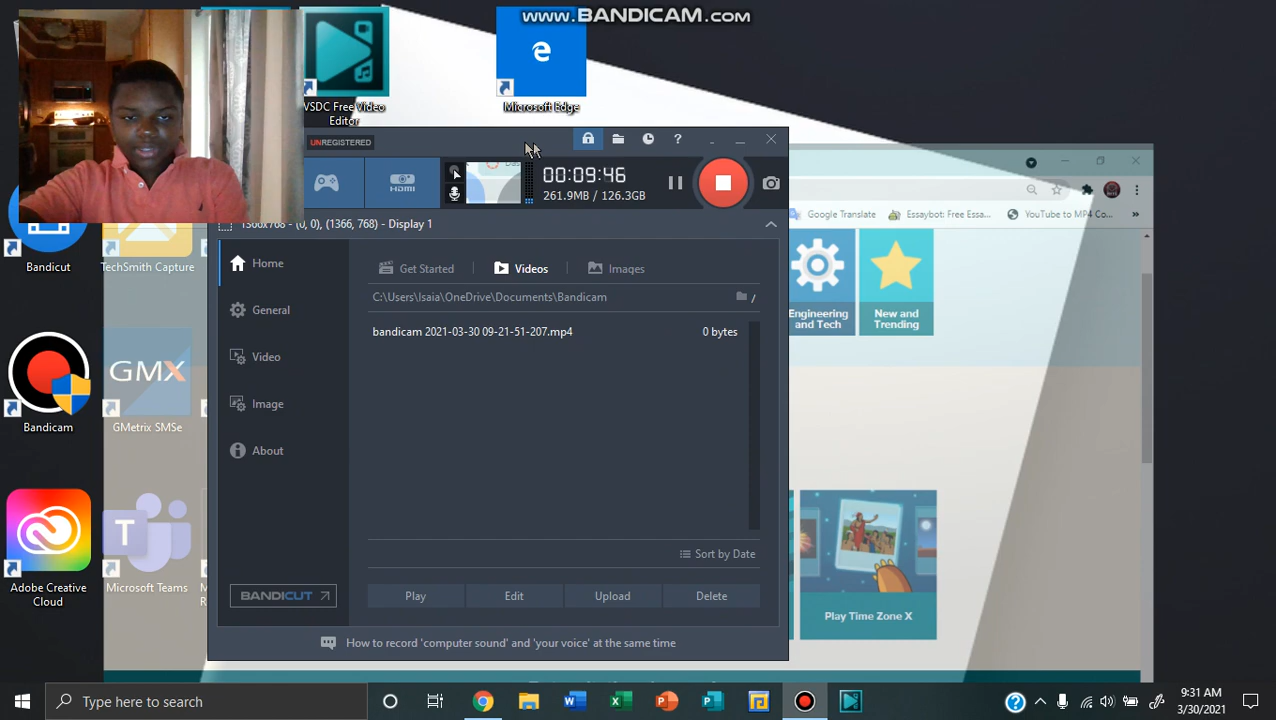 www.BANDICAM.com
VSDC Free Video
Editor
Microsoft Edge
UNREGISTERED
?
HDMI
00:09:46
261.9MB / 126.3GB
1366x768 - (0, 0), (1366, 768) - Display 1
Google Translate
Essaybot: Free Essa...
YouTube to MP4 Co...
»
Bandicut
TechSmith Capture
Home
General
Video
Image
About
Get Started
Videos
Images
C:\Users\Isaia\OneDrive\Documents\Bandicam
/
bandicam 2021-03-30 09-21-51-207.mp4
0 bytes
Engineering
and Tech
New and
Trending
GMX
Bandicam
GMetrix SMSe
Adobe Creative
Cloud
Microsoft Teams
Sort by Date
BANDICUT
Play
Edit
Upload
Delete
How to record 'computer sound' and 'your voice' at the same time
Play Time Zone X
Type here to search
9:31 AM
3/30/2021